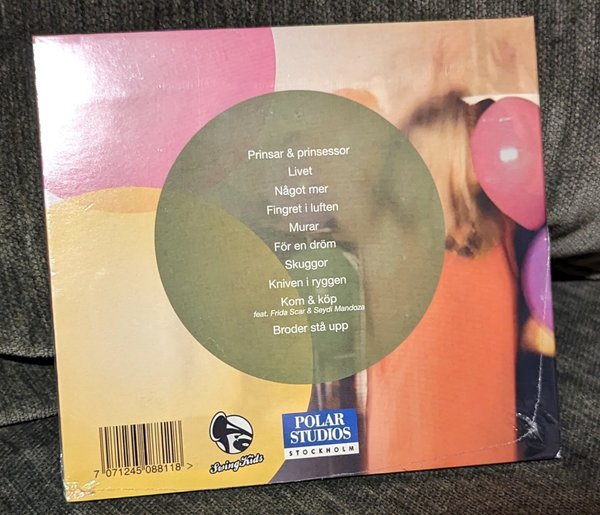 Prinsar & prinsessor
Livet
Något mer
Fingret i luften
Murar
För en dröm
Skuggor
Kniven i ryggen
Kom & köp
feat. Frida Scar & Seydi Mandoza
Broder stå upp
7 071245 088118 >
SwingKids
POLAR
STUDIOS
STOCKHOLM